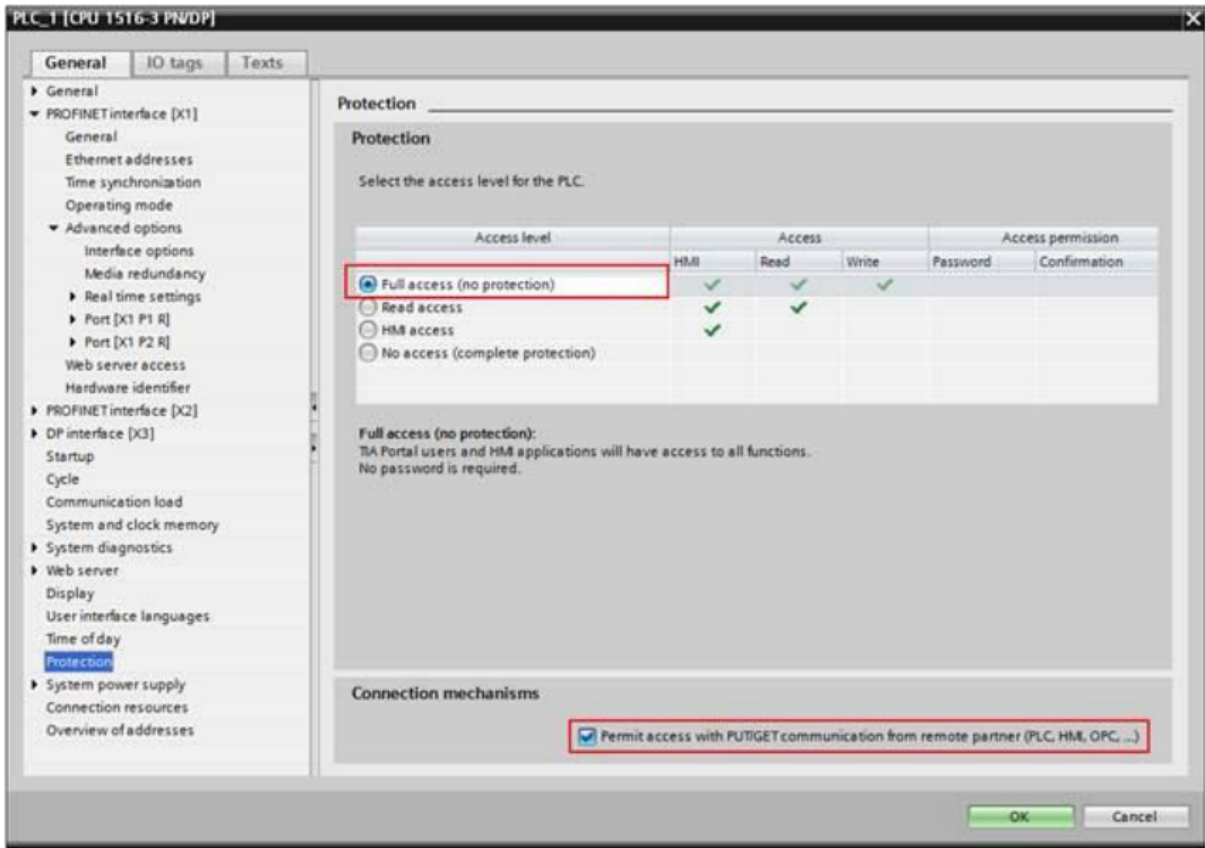 PLC_1 [CPU 1516-3 PN/DP]
General IO tags Texts
General
PROFINET interface [X1]
General
Ethernet addresses
Time synchronization
Operating mode
Advanced options
Interface options
Media redundancy
Real time settings
Port [X1 P1 R]
Port [X1 P2 R]
Web server access
Hardware identifier
PROFINET interface [X2]
DP interface [X3]
Startup
Cycle
Communication load
System and clock memory
System diagnostics
Web server
Display
User interface languages
Time of day
Protection
System power supply
Connection resources
Overview of addresses
Protection
Protection
Select the access level for the PLC.
Access level Access Access permission
HMI Read Write Password Confirmation
Full access (no protection)
Read access
HMI access
No access (complete protection)
Full access (no protection):
TIA Portal users and HMI applications will have access to all functions.
No password is required.
Connection mechanisms
Permit access with PUT/GET communication from remote partner (PLC, HMI, OPC, ...)
OK Cancel